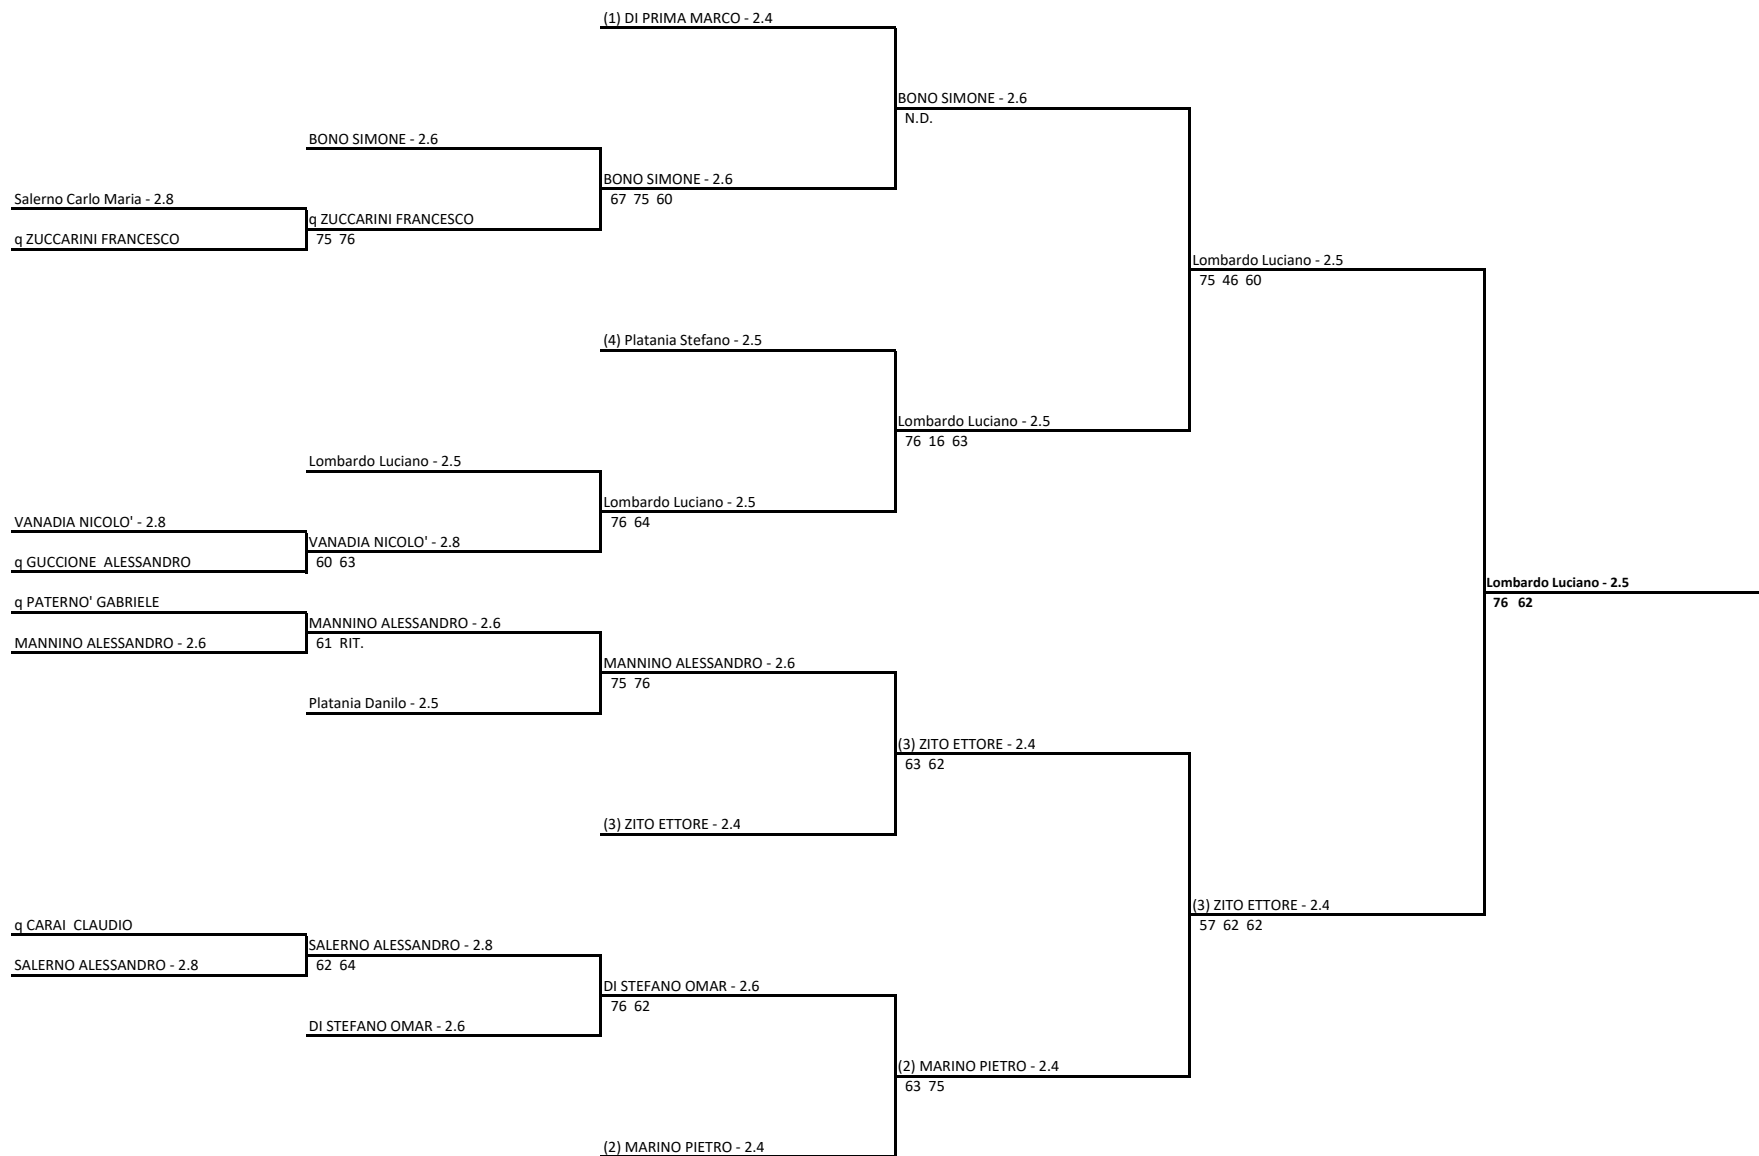 (1) DI PRIMA MARCO - 2.4
BONO SIMONE - 2.6
N.D.
BONO SIMONE - 2.6
BONO SIMONE - 2.6
67 75 60
Salerno Carlo Maria - 2.8
q ZUCCARINI FRANCESCO
75 76
q ZUCCARINI FRANCESCO
Lombardo Luciano - 2.5
75 46 60
(4) Platania Stefano - 2.5
Lombardo Luciano - 2.5
76 16 63
Lombardo Luciano - 2.5
Lombardo Luciano - 2.5
76 64
VANADIA NICOLO' - 2.8
VANADIA NICOLO' - 2.8
60 63
q GUCCIONE ALESSANDRO
Lombardo Luciano - 2.5
76 62
q PATERNO' GABRIELE
MANNINO ALESSANDRO - 2.6
61 RIT.
MANNINO ALESSANDRO - 2.6
MANNINO ALESSANDRO - 2.6
75 76
Platania Danilo - 2.5
(3) ZITO ETTORE - 2.4
63 62
(3) ZITO ETTORE - 2.4
(3) ZITO ETTORE - 2.4
57 62 62
q CARAI CLAUDIO
SALERNO ALESSANDRO - 2.8
62 64
SALERNO ALESSANDRO - 2.8
DI STEFANO OMAR - 2.6
76 62
DI STEFANO OMAR - 2.6
(2) MARINO PIETRO - 2.4
63 75
(2) MARINO PIETRO - 2.4